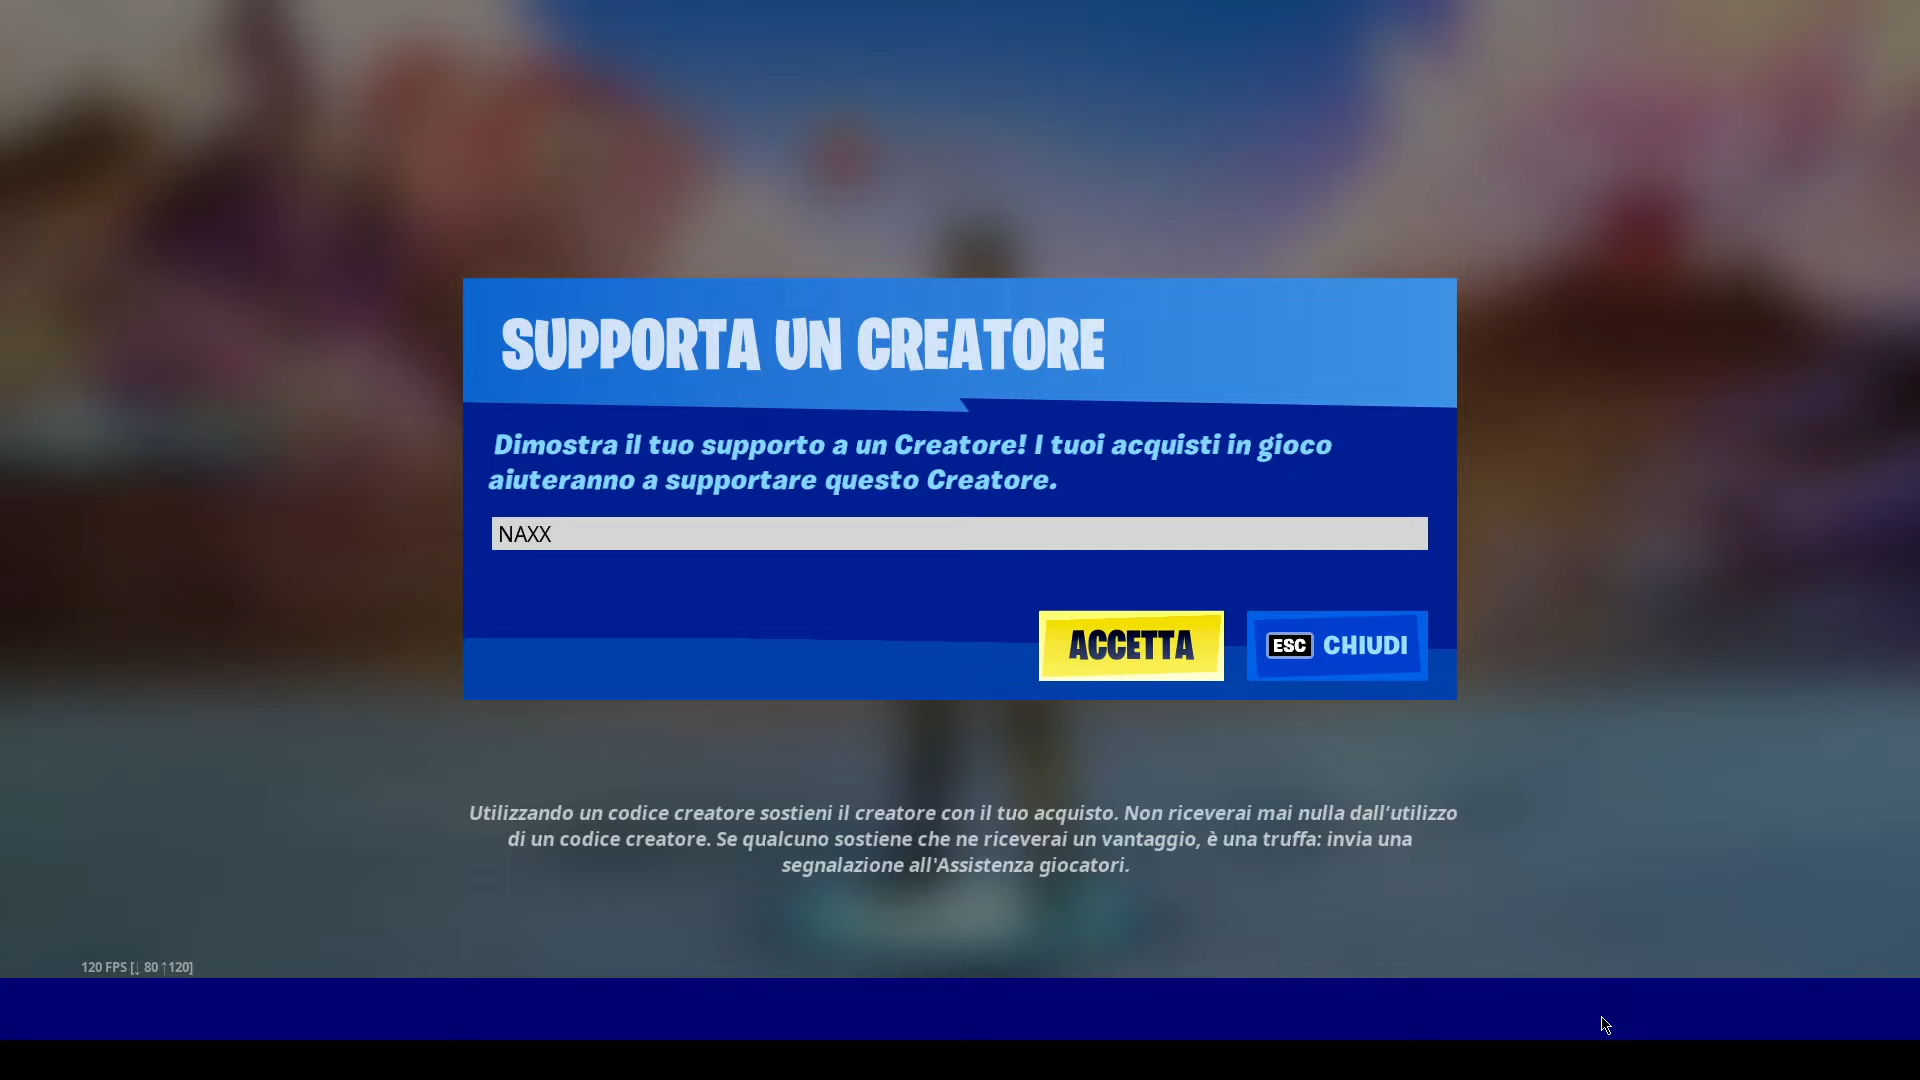 SUPPORTA UN CREATORE
Dimostra il tuo supporto a un Creatore! I tuoi acquisti in gioco
aiuteranno a supportare questo Creatore.
NAXX
ACCETTA
ESC CHIUDI
Utilizzando un codice creatore sostieni il creatore con il tuo acquisto. Non riceverai mai nulla dall'utilizzo
di un codice creatore. Se qualcuno sostiene che ne riceverai un vantaggio, è una truffa: invia una
segnalazione all'Assistenza giocatori.
120 FPS [↓ 80 ↑120]